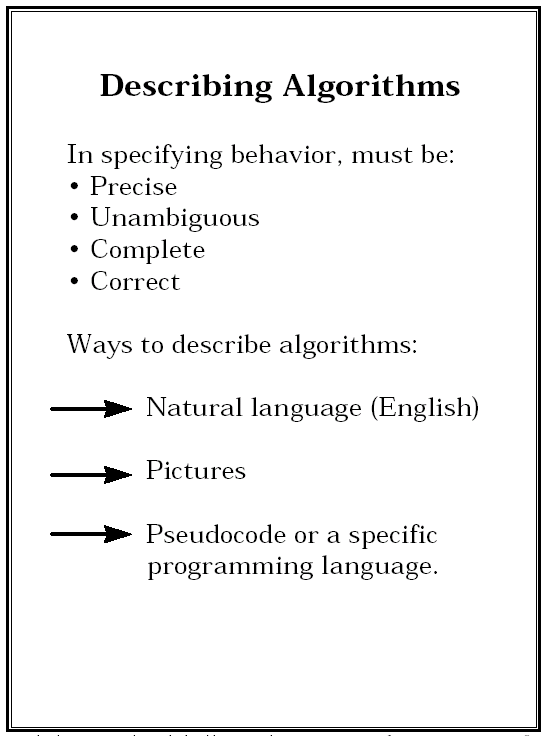 Describing Algorithms
In specifying behavior, must be:
• Precise
• Unambiguous
• Complete
• Correct
Ways to describe algorithms:
Natural language (English)
Pictures
Pseudocode or a specific
programming language.